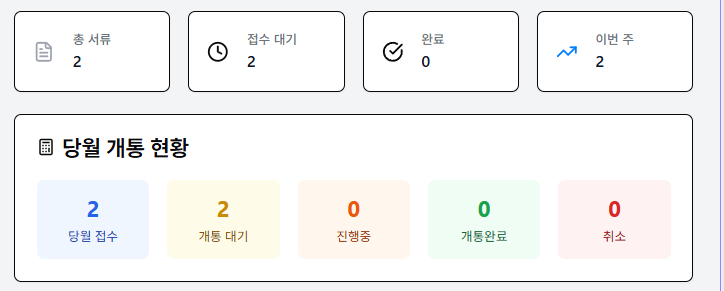 총 서류
2
접수 대기
2
완료
0
이번 주
2
당월 개통 현황
2
당월 접수
2
개통 대기
0
진행중
0
개통완료
0
취소